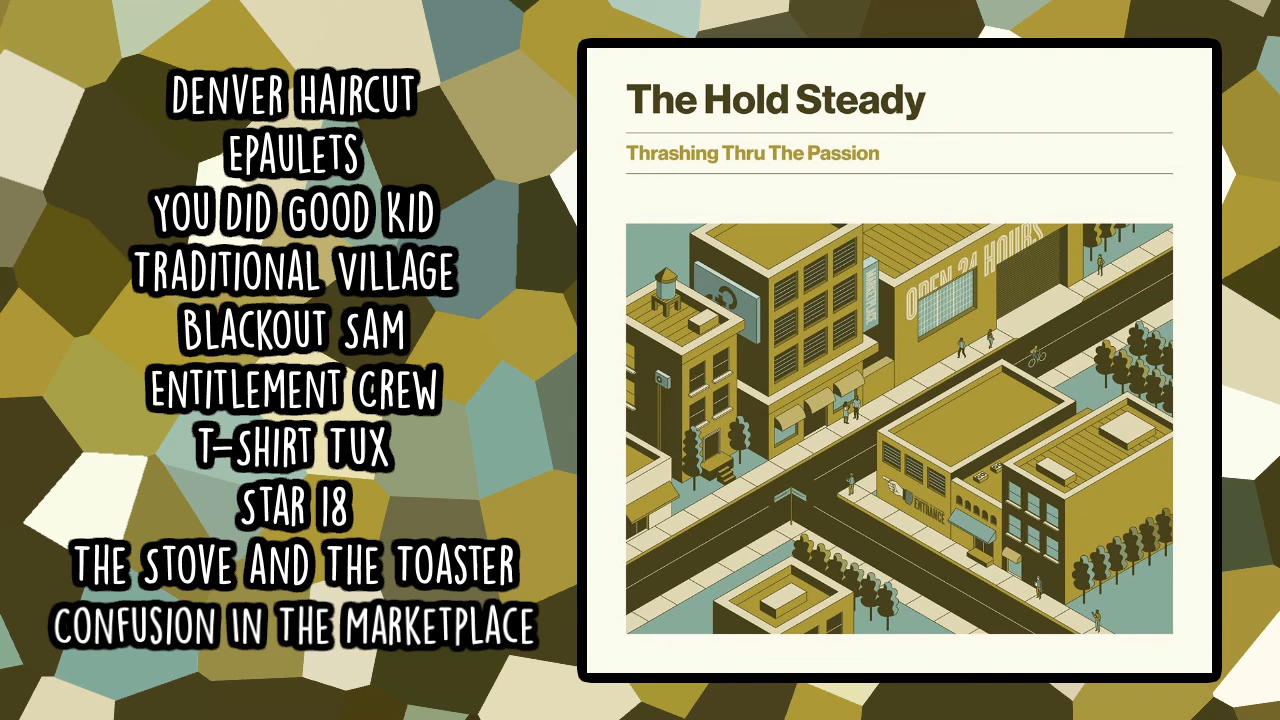 DENVER HAIRCUT
EPAULETS
YOU DID GOOD KID
TRADITIONAL VILLAGE
BLACKOUT SAM
ENTITLEMENT CREW
T-SHIRT TUX
STAR 18
THE STOVE AND THE TOASTER
CONFUSION IN THE MARKETPLACE
The Hold Steady
Thrashing Thru The Passion
OPEN 24 HOURS
ENTRANCE